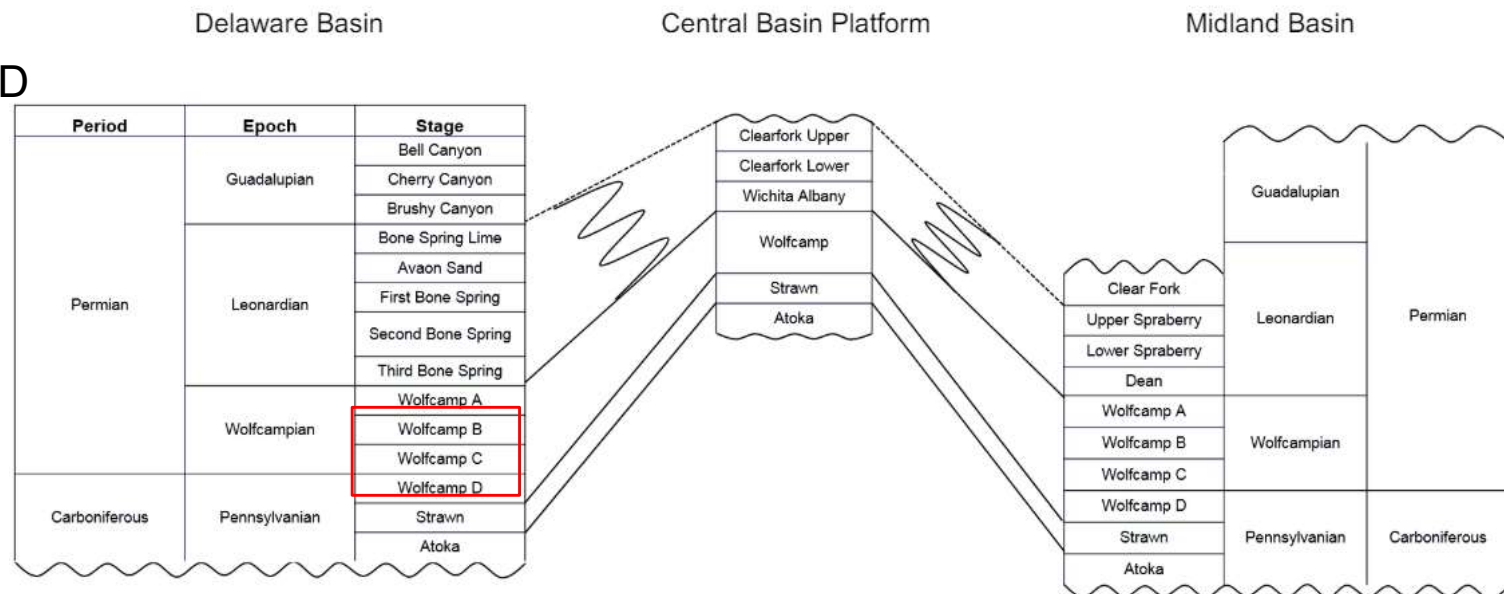 Delaware Basin
Central Basin Platform
Midland Basin
D
Period
Epoch
Stage
Permian
Carboniferous
Guadalupian
Leonardian
Wolfcampian
Pennsylvanian
Bell Canyon
Cherry Canyon
Brushy Canyon
Bone Spring Lime
Avaon Sand
First Bone Spring
Second Bone Spring
Third Bone Spring
Wolfcamp A
Wolfcamp B
Wolfcamp C
Wolfcamp D
Strawn
Atoka
Clearfork Upper
Clearfork Lower
Wichita Albany
Wolfcamp
Strawn
Atoka
Clear Fork
Upper Spraberry
Lower Spraberry
Dean
Wolfcamp A
Wolfcamp B
Wolfcamp C
Wolfcamp D
Strawn
Atoka
Guadalupian
Leonardian
Wolfcampian
Pennsylvanian
Permian
Carboniferous